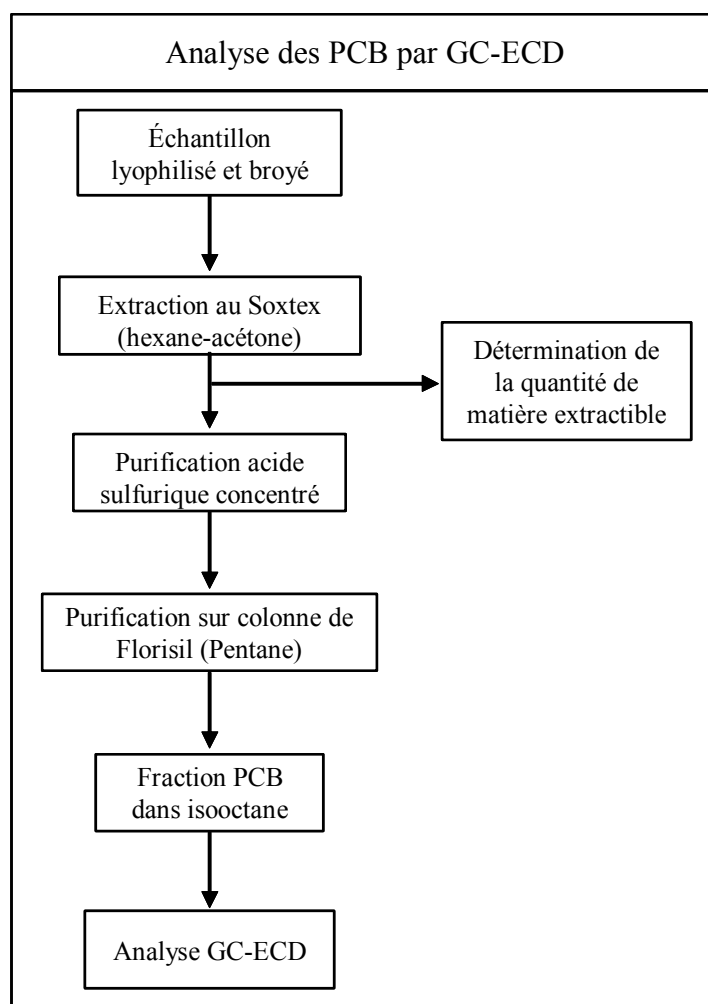 Analyse des PCB par GC-ECD
Échantillon
lyophilisé et broyé
Extraction au Soxtex
(hexane-acétone)
Détermination de
la quantité de
matière extractible
Purification acide
sulfurique concentré
Purification sur colonne de
Florisil (Pentane)
Fraction PCB
dans isooctane
Analyse GC-ECD